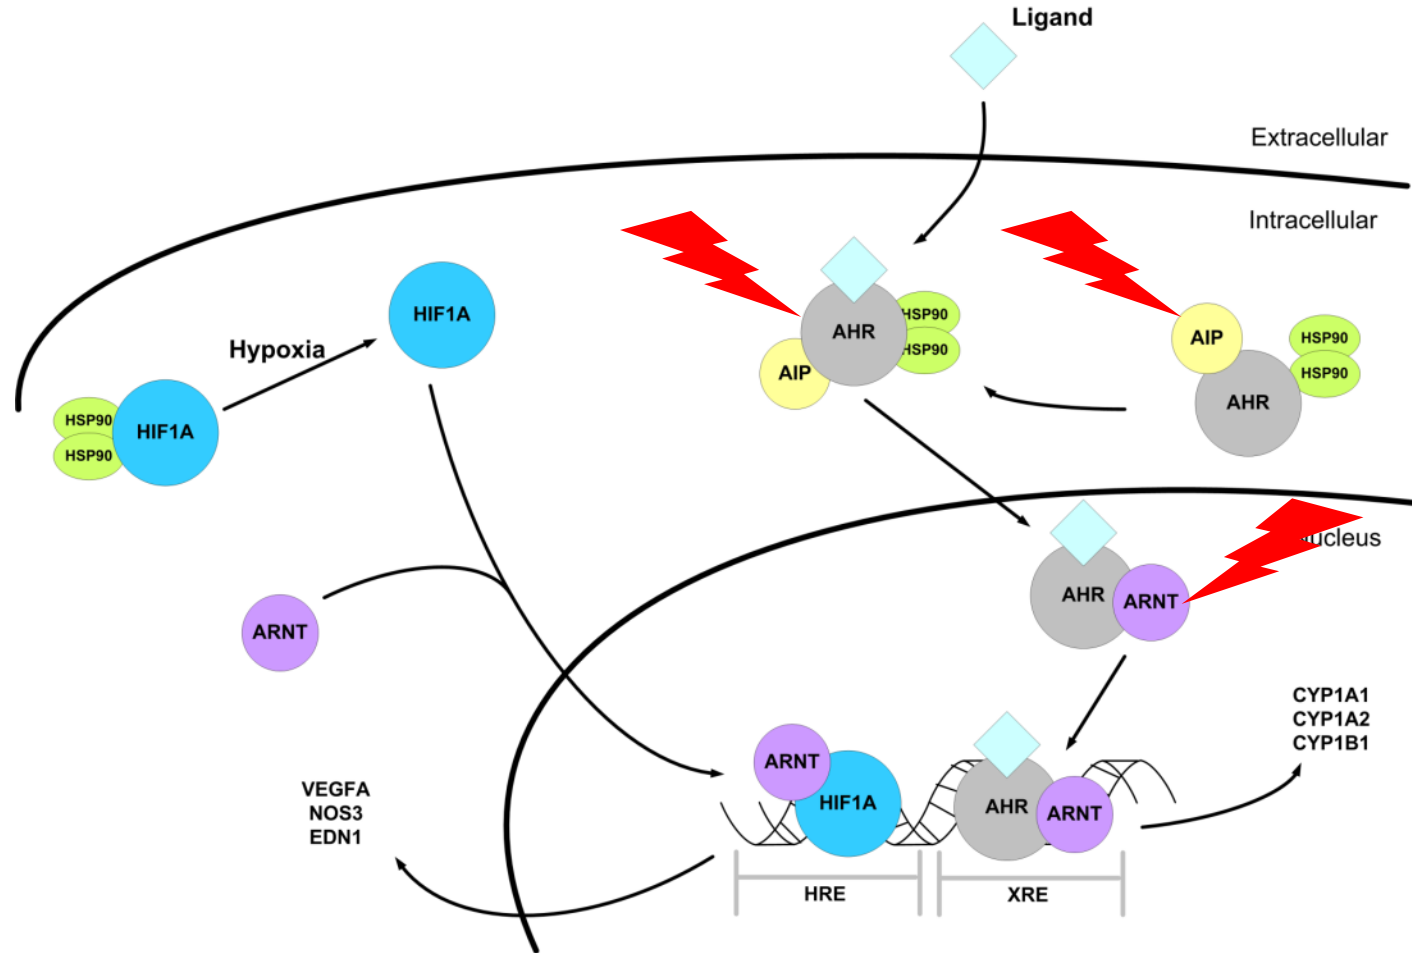 Ligand
Extracellular
Intracellular
HIF1A
Hypoxia
HSP90
HSP90
HIF1A
AHR
HSP90
HSP90
AIP
AIP
HSP90
HSP90
AHR
Nucleus
AHR
ARNT
ARNT
CYP1A1
CYP1A2
CYP1B1
VEGFA
NOS3
EDN1
ARNT
HIF1A
AHR
ARNT
HRE
XRE